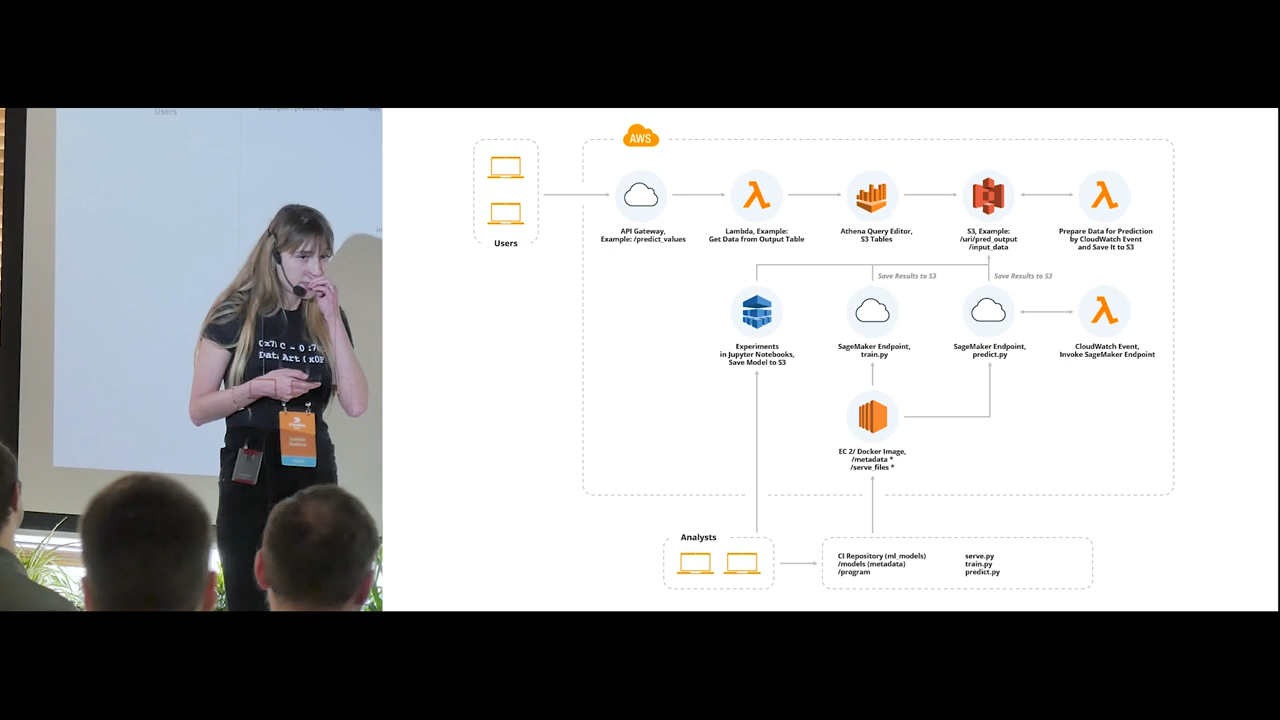 Users
AWS
Users
API Gateway,
Example: /predict_values
Lambda, Example:
Get Data from Output Table
Athena Query Editor,
S3 Tables
S3, Example:
/uri/pred_output
/input_data
Prepare Data for Prediction
by CloudWatch Event
and Save It to S3
Save Results to S3
Save Results to S3
Experiments
in Jupyter Notebooks,
Save Model to S3
SageMaker Endpoint,
train.py
SageMaker Endpoint,
predict.py
CloudWatch Event,
Invoke SageMaker Endpoint
EC 2/ Docker Image,
/metadata *
/serve_files *
Analysts
CI Repository (ml_models)
/models (metadata)
/program
serve.py
train.py
predict.py